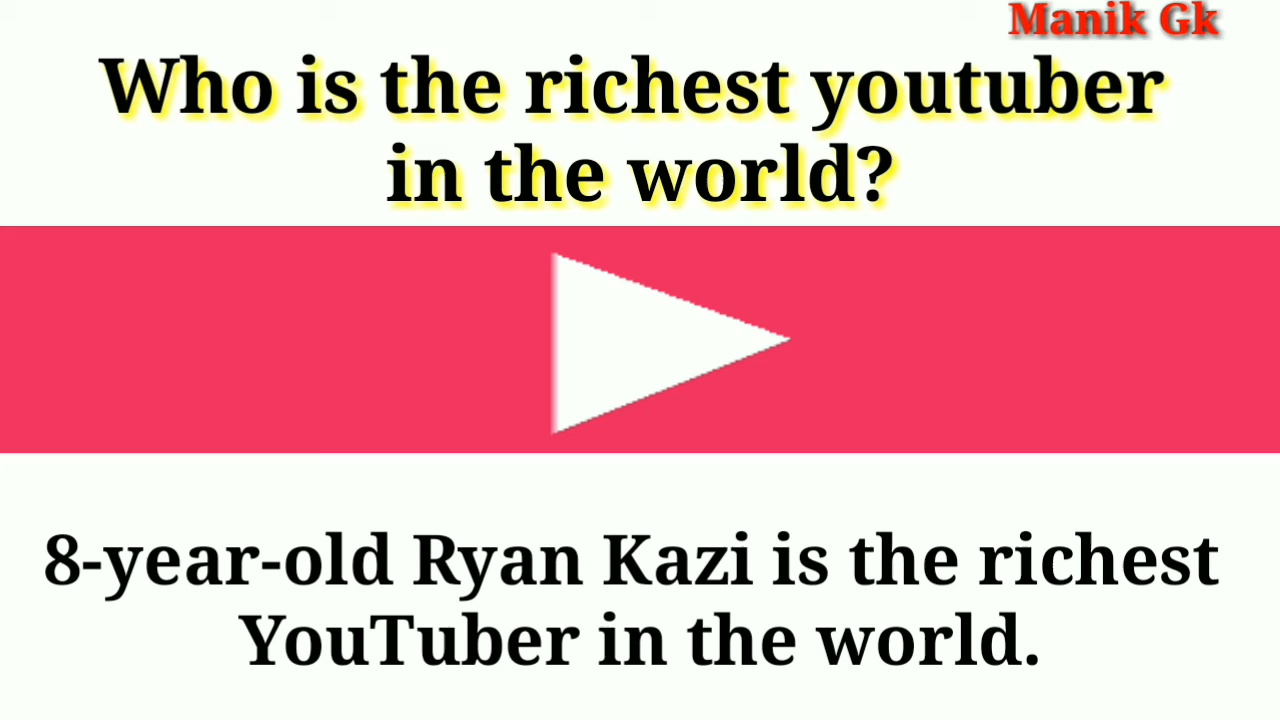 Manik Gk
Who is the richest youtuber
in the world?
8-year-old Ryan Kazi is the richest
YouTuber in the world.